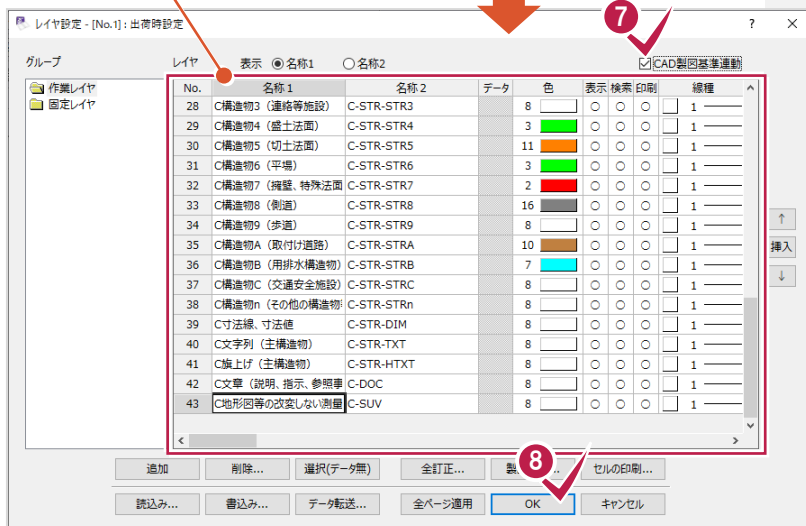 レイヤ設定 - [No.1] : 出荷時設定 ? ×
7
グループ レイヤ 表示 名称1 名称2 CAD製図基準連動
作業レイヤ
固定レイヤ
No. 名称1 名称2 データ 色 表示 検索 印刷 線種
28 C構造物3（連絡等施設） C-STR-STR3 8 ○ ○ ○ 1
29 C構造物4（盛土法面） C-STR-STR4 3 ○ ○ ○ 1
30 C構造物5（切土法面） C-STR-STR5 11 ○ ○ ○ 1
31 C構造物6（平場） C-STR-STR6 3 ○ ○ ○ 1
32 C構造物7（擁壁、特殊法面 C-STR-STR7 2 ○ ○ ○ 1
33 C構造物8（側道） C-STR-STR8 16 ○ ○ ○ 1
34 C構造物9（歩道） C-STR-STR9 8 ○ ○ ○ 1
35 C構造物A（取付け道路） C-STR-STRA 10 ○ ○ ○ 1
36 C構造物B（用排水構造物） C-STR-STRB 7 ○ ○ ○ 1
37 C構造物C（交通安全施設） C-STR-STRC 8 ○ ○ ○ 1
38 C構造物n（その他の構造物 C-STR-STRn 8 ○ ○ ○ 1
39 C寸法線、寸法値 C-STR-DIM 8 ○ ○ ○ 1
40 C文字列（主構造物） C-STR-TXT 8 ○ ○ ○ 1
41 C旗上げ（主構造物） C-STR-HTXT 8 ○ ○ ○ 1
42 C文章（説明、指示、参照事 C-DOC 8 ○ ○ ○ 1
43 C地形図等の改変しない測量 C-SUV 8 ○ ○ ○ 1
↑
挿入
↓
追加 削除... 選択(データ無) 全訂正... 8 セルの印刷...
読込み... 書込み... データ転送... 全ページ適用 OK キャンセル